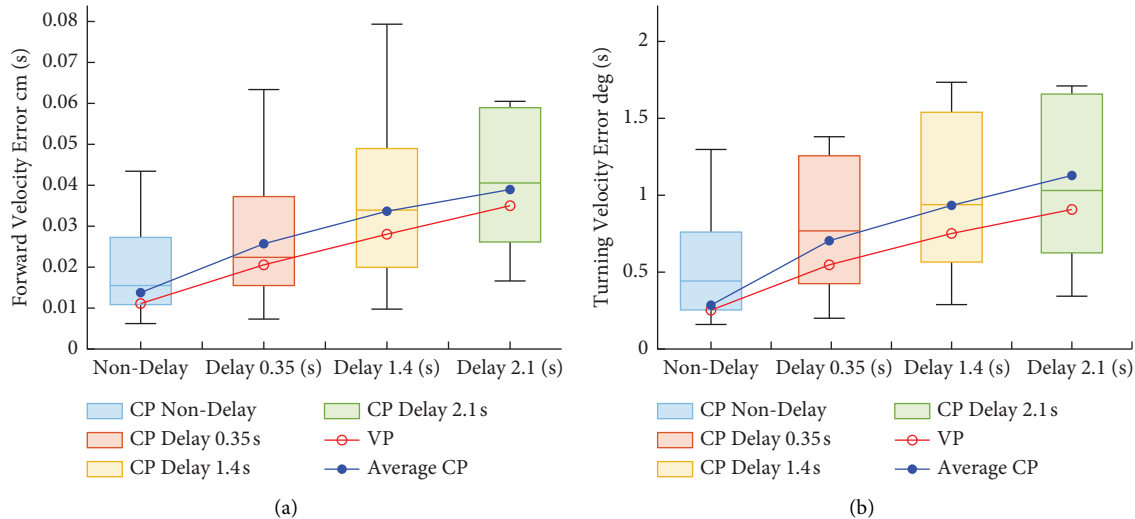 Forward Velocity Error cm (s)
0.08
0.07
0.06
0.05
0.04
0.03
0.02
0.01
0
Non-Delay Delay 0.35 (s) Delay 1.4 (s) Delay 2.1 (s)
CP Non-Delay
CP Delay 0.35 s
CP Delay 1.4 s
CP Delay 2.1 s
VP
Average CP
(a)
Turning Velocity Error deg (s)
2
1.5
1
0.5
0
Non-Delay Delay 0.35 (s) Delay 1.4 (s) Delay 2.1 (s)
CP Non-Delay
CP Delay 0.35 s
CP Delay 1.4 s
CP Delay 2.1 s
VP
Average CP
(b)